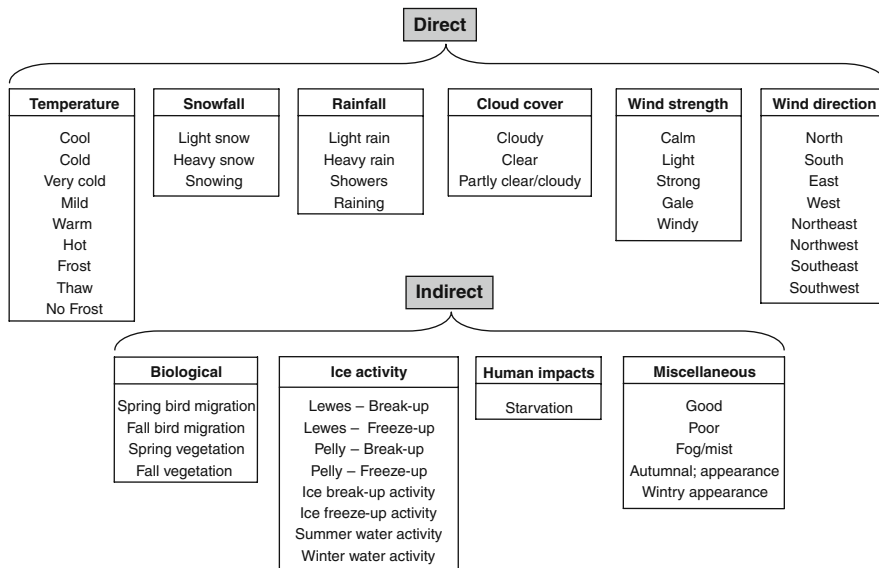 Direct
Temperature
Cool
Cold
Very cold
Mild
Warm
Hot
Frost
Thaw
No Frost
Snowfall
Light snow
Heavy snow
Snowing
Rainfall
Light rain
Heavy rain
Showers
Raining
Cloud cover
Cloudy
Clear
Partly clear/cloudy
Wind strength
Calm
Light
Strong
Gale
Windy
Wind direction
North
South
East
West
Northeast
Northwest
Southeast
Southwest
Indirect
Biological
Spring bird migration
Fall bird migration
Spring vegetation
Fall vegetation
Ice activity
Lewes – Break-up
Lewes – Freeze-up
Pelly – Break-up
Pelly – Freeze-up
Ice break-up activity
Ice freeze-up activity
Summer water activity
Winter water activity
Human impacts
Starvation
Miscellaneous
Good
Poor
Fog/mist
Autumnal; appearance
Wintry appearance